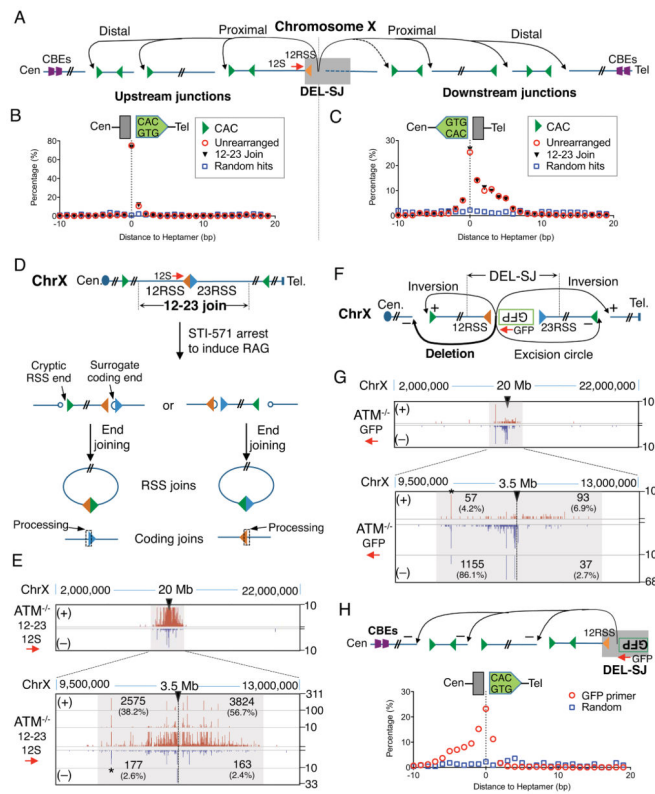 A
Chromosome X
Distal
Proximal
Proximal
Distal
CBEs
12RSS
12S
CBEs
Cen
Tel
Upstream junctions
DEL-SJ
Downstream junctions
B
Cen
CAC
GTG
Tel
CAC
Unrearranged
12-23 Join
Random hits
Percentage (%)
80
60
40
20
0
-10
0
10
20
Distance to Heptamer (bp)
C
Cen
GTG
CAC
Tel
CAC
Unrearranged
12-23 Join
Random hits
Percentage (%)
30
20
10
0
-10
0
10
20
Distance to Heptamer (bp)
D
ChrX
Cen.
12S
Tel.
12RSS
23RSS
12-23 join
STI-571 arrest
to induce RAG
Cryptic
RSS end
Surrogate
coding end
or
End
joining
End
joining
RSS joins
Processing
Processing
Coding joins
E
ChrX
2,000,000
20 Mb
22,000,000
ATM-/-
12-23
12S
(+)
(-)
10
10
ChrX
9,500,000
3.5 Mb
13,000,000
ATM-/-
12-23
12S
(+)
2575
(38.2%)
3824
(56.7%)
311
100
10
177
(2.6%)
163
(2.4%)
*
(-)
10
33
F
DEL-SJ
Inversion
Inversion
ChrX
Cen.
+
GFP
+
Tel.
−
12RSS
GFP
23RSS
−
Deletion
Excision circle
G
ChrX
2,000,000
20 Mb
22,000,000
ATM-/-
GFP
(+)
(-)
10
10
ChrX
9,500,000
3.5 Mb
13,000,000
ATM-/-
GFP
(+)
*
57
(4.2%)
93
(6.9%)
10
1155
(86.1%)
37
(2.7%)
(-)
10
68
H
CBEs
Cen
−
−
−
12RSS
GFP
GFP
DEL-SJ
Cen
CAC
GTG
Tel
GFP primer
Random
Percentage (%)
30
20
10
0
-10
0
10
20
Distance to Heptamer (bp)